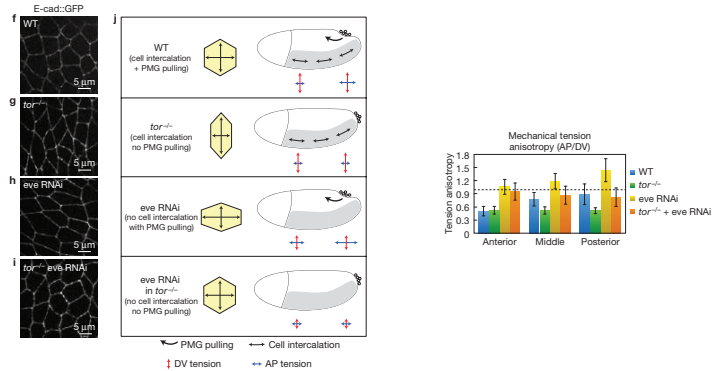 E-cad::GFP
f
WT
5 μm
g
tor–/–
5 μm
h
eve RNAi
5 μm
i
tor–/– eve RNAi
5 μm
j
WT
(cell intercalation
+ PMG pulling)
tor–/–
(cell intercalation
no PMG pulling)
eve RNAi
(no cell intercalation
with PMG pulling)
eve RNAi
in tor–/–
(no cell intercalation
no PMG pulling)
PMG pulling
Cell intercalation
DV tension
AP tension
Mechanical tension
anisotropy (AP/DV)
Tension anisotropy
1.8
1.5
1.2
0.9
0.6
0.3
0
Anterior
Middle
Posterior
WT
tor–/–
eve RNAi
tor–/– + eve RNAi